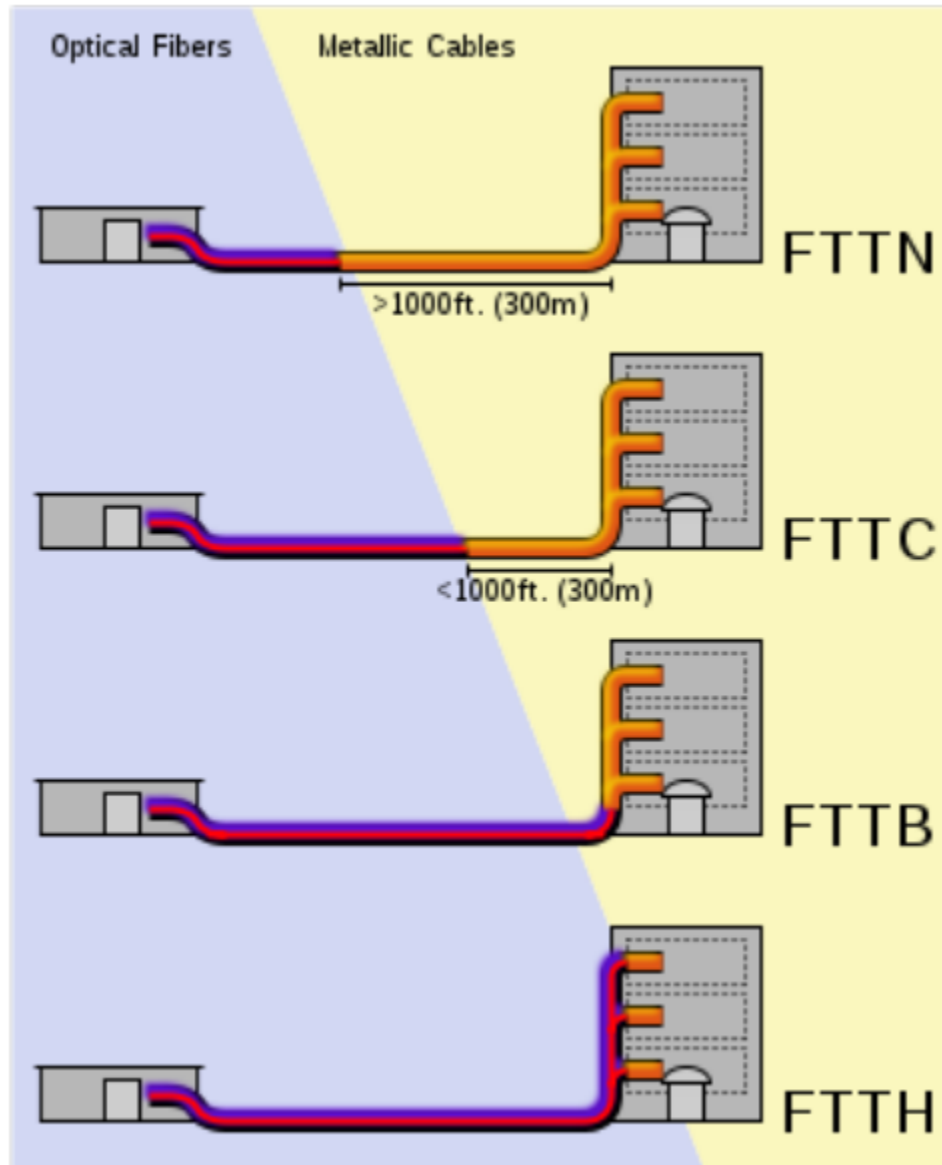 Optical Fibers
Metallic Cables
FTTN
>1000ft. (300m)
FTTC
<1000ft. (300m)
FTTB
FTTH